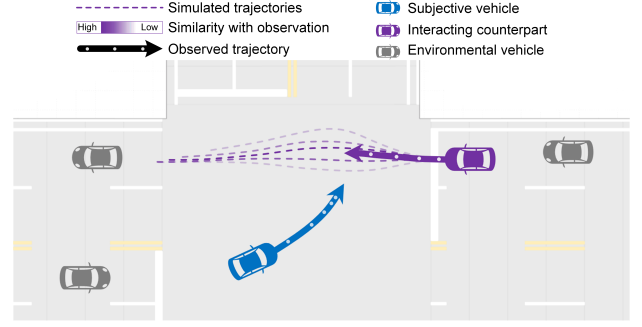 Simulated trajectories
High Low Similarity with observation
Observed trajectory
Subjective vehicle
Interacting counterpart
Environmental vehicle